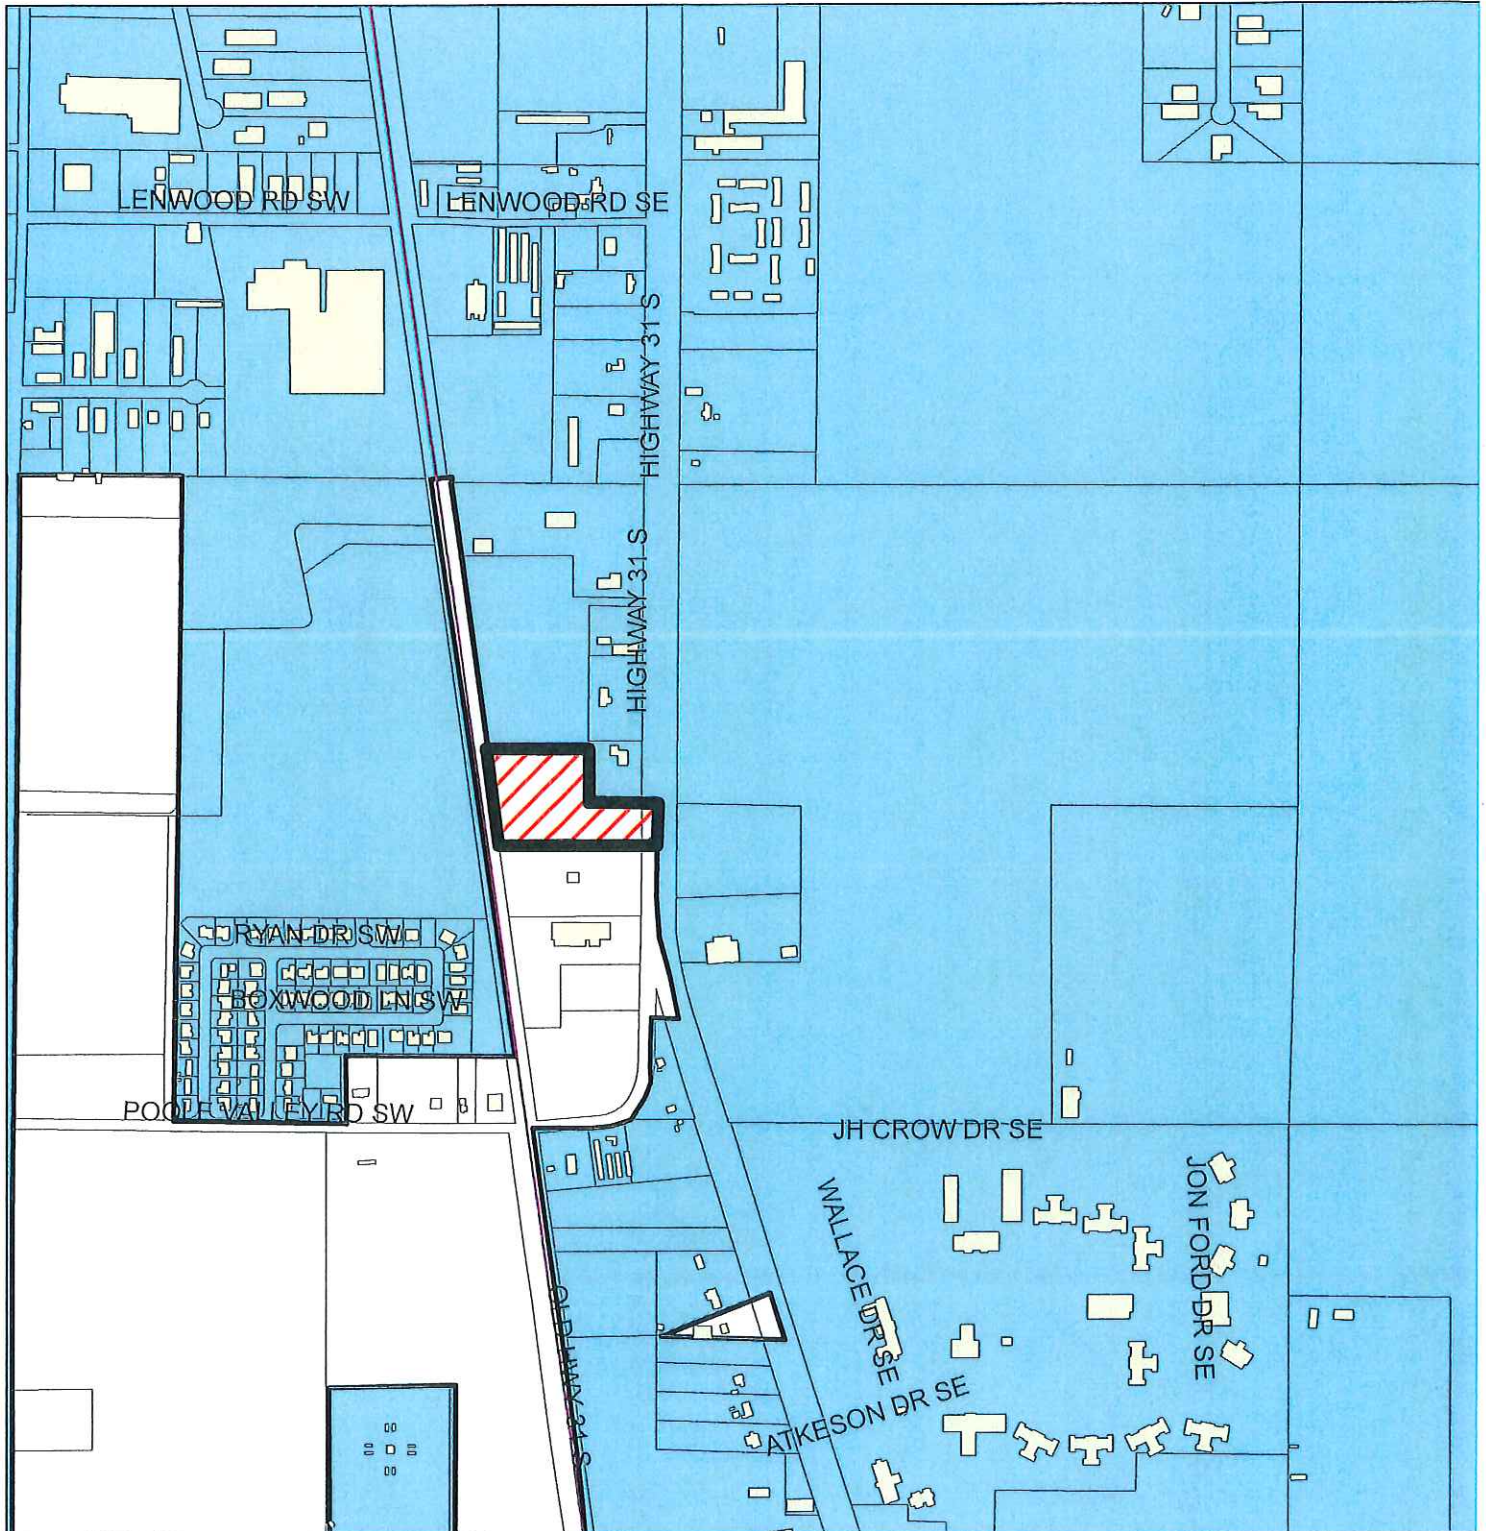 LENWOOD RD SW
LENWOOD RD SE
HIGHWAY 31 S
HIGHWAY 31 S
RYAN DR SW
BOXWOOD LN SW
POOLE VALLEY RD SW
JH CROW DR SE
JON FORD DR SE
WALLACE DR SE
OLD HWY 31 S
ATKESON DR SE